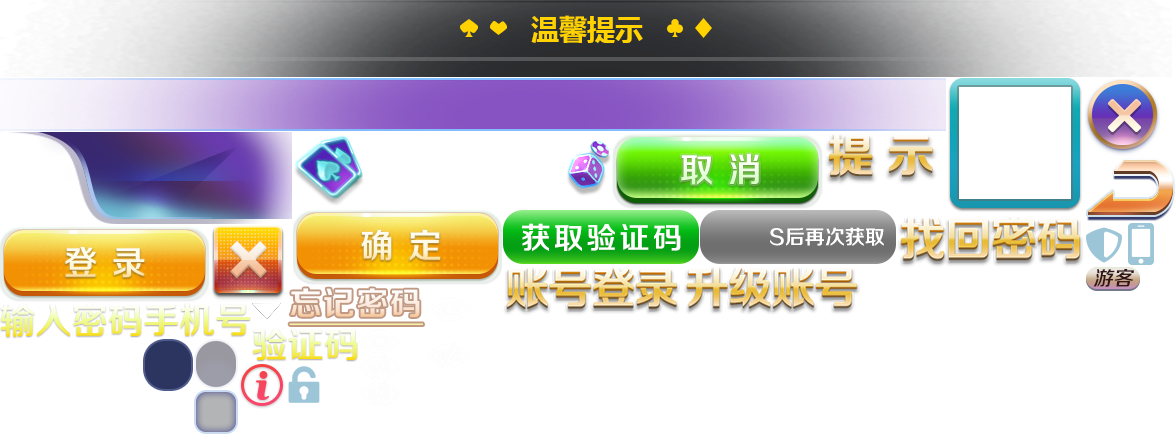 温馨提示
提示
取消
登录
确定
获取验证码
S后再次获取
找回密码
游客
账号登录
升级账号
忘记密码
输入密码手机号
验证码